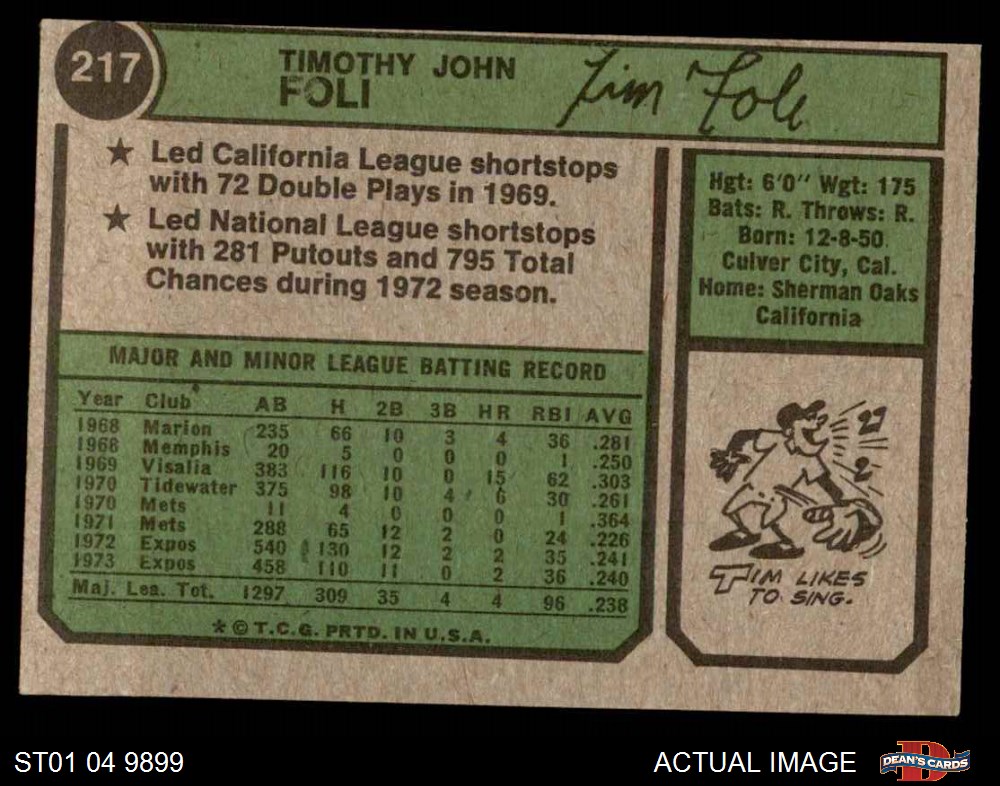 217
TIMOTHY JOHN
FOLI
Tim Foli
★ Led California League shortstops
with 72 Double Plays in 1969.
★ Led National League shortstops
with 281 Putouts and 795 Total
Chances during 1972 season.
Hgt: 6'0" Wgt: 175
Bats: R. Throws: R.
Born: 12-8-50
Culver City, Cal.
Home: Sherman Oaks
California
MAJOR AND MINOR LEAGUE BATTING RECORD
Year Club AB H 2B 3B HR RBI AVG
1968 Marion 235 66 10 3 4 36 .281
1968 Memphis 20 5 0 0 0 1 .250
1969 Visalia 383 116 10 0 15 62 .303
1970 Tidewater 375 98 10 4 6 30 .261
1970 Mets 11 4 0 0 0 1 .364
1971 Mets 288 65 12 2 0 24 .226
1972 Expos 540 130 12 2 2 35 .241
1973 Expos 458 110 11 0 2 36 .240
Maj. Lea. Tot. 1297 309 35 4 4 96 .238
* © T.C.G. PRTD. IN U.S.A.
TIM LIKES
TO SING.
ST01 04 9899
ACTUAL IMAGE
DEAN'S CARDS